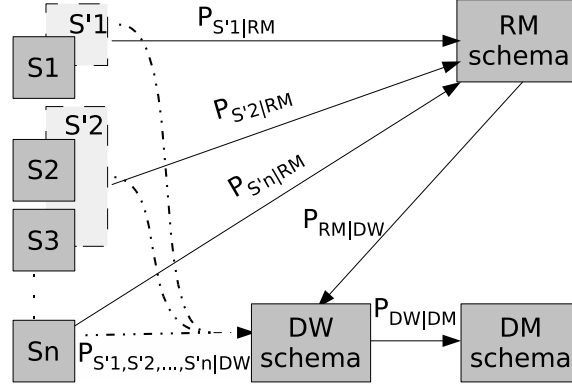 S'1
S1
P_{S'1|RM}
RM
schema
S'2
S2
P_{S'2|RM}
P_{S'n|RM}
S3
P_{RM|DW}
Sn
P_{S'1,S'2,...,S'n|DW}
DW
schema
P_{DW|DM}
DM
schema